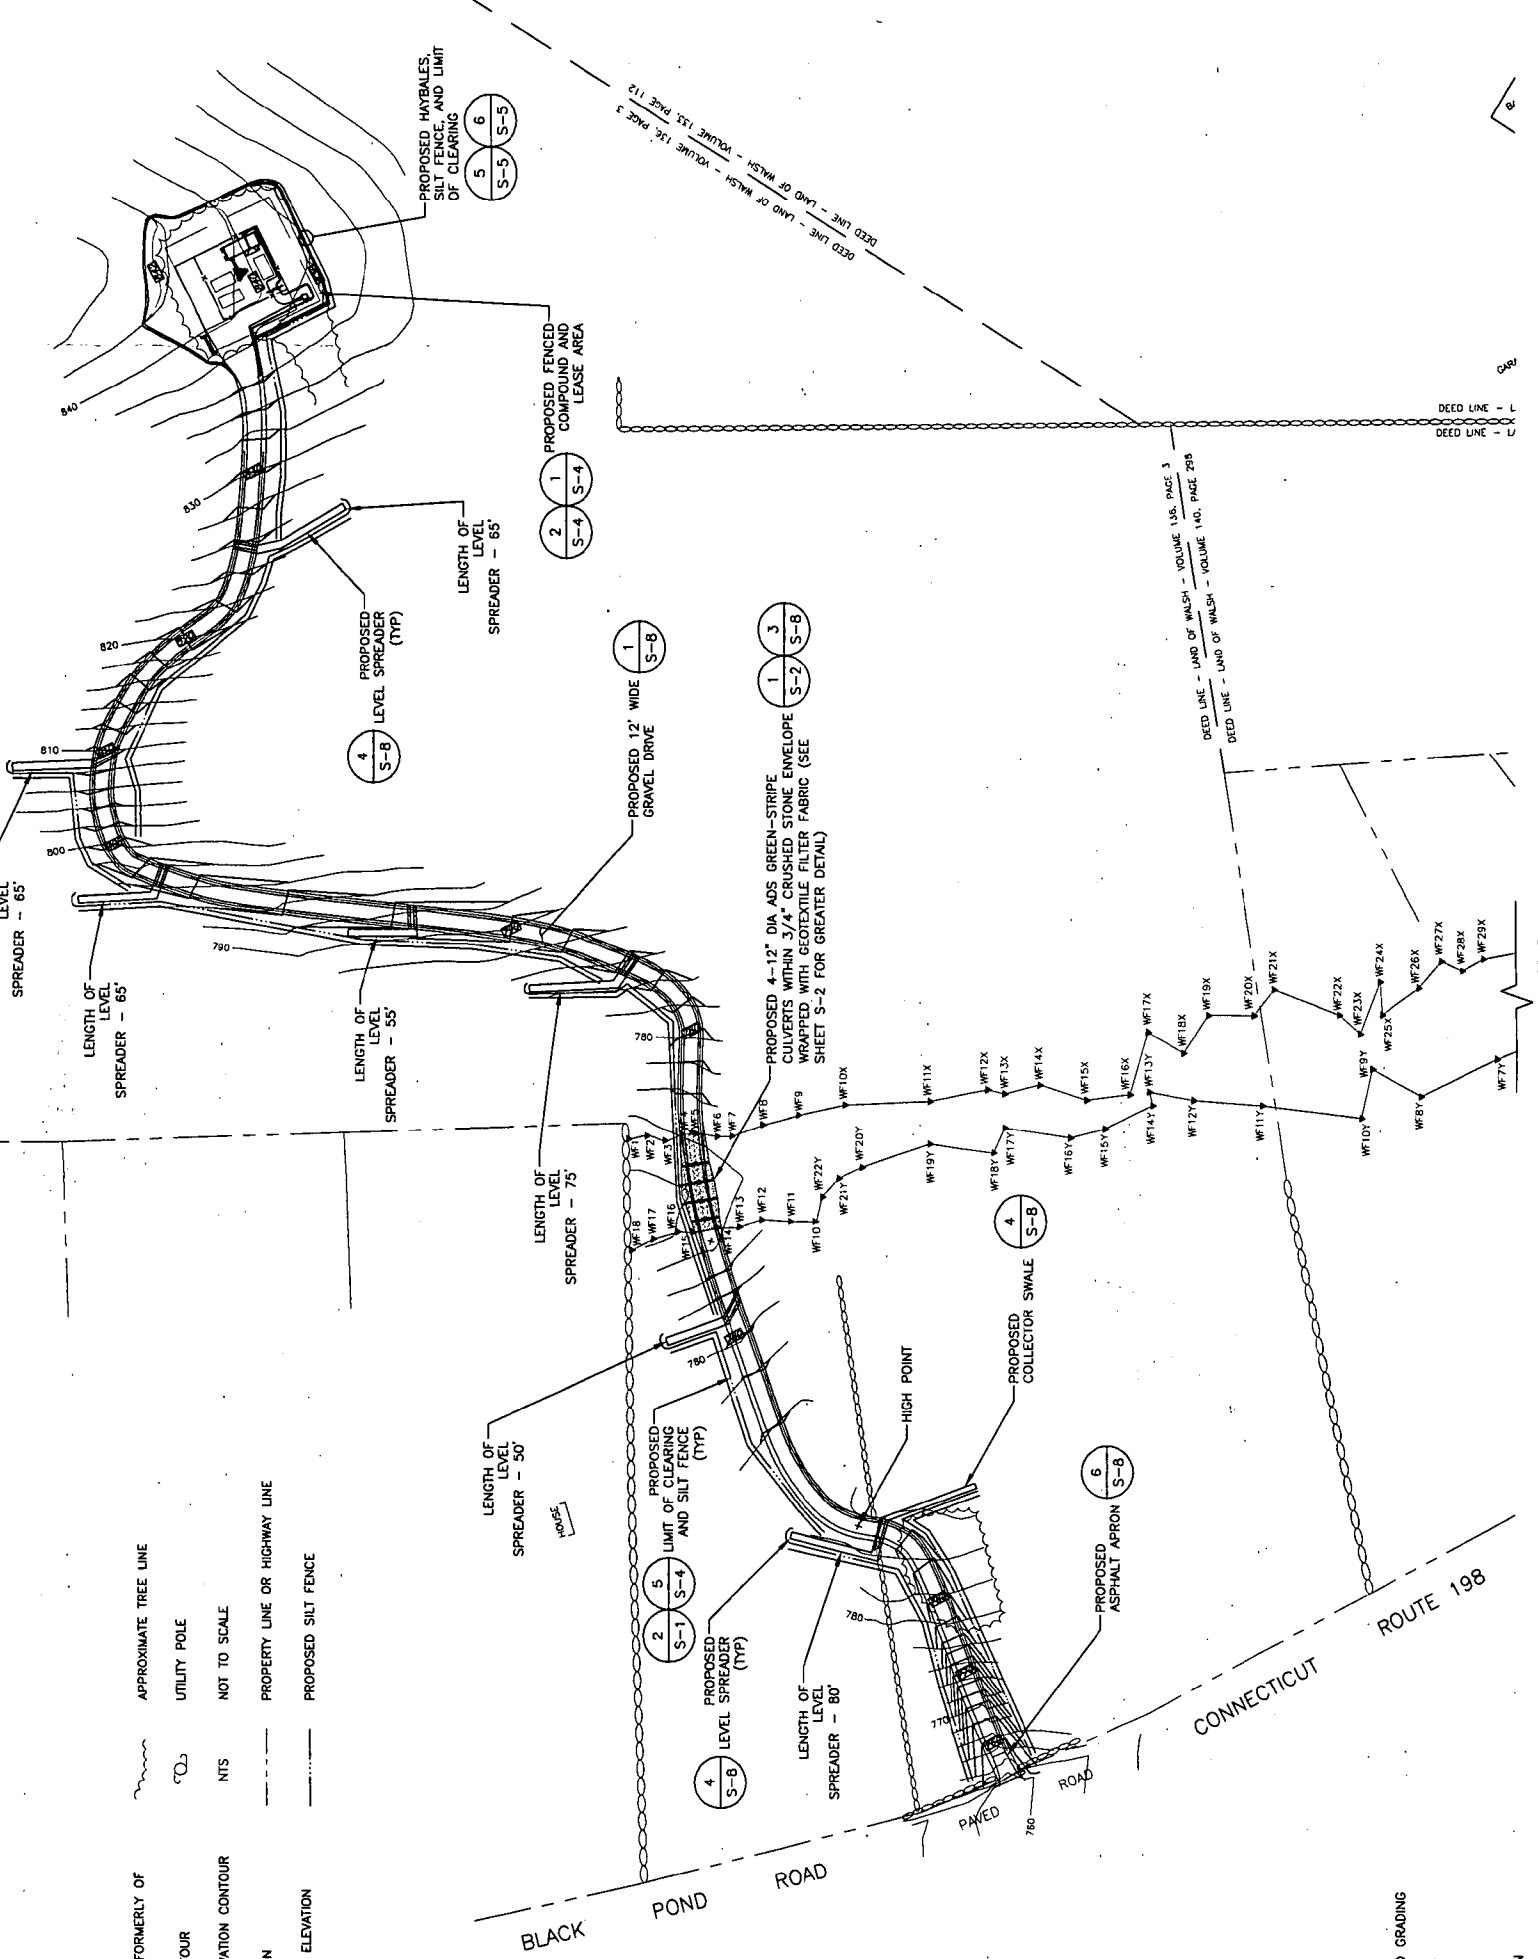 PROPOSED HAYBALES,
SILT FENCE, AND LIMIT
OF CLEARING
5
S-5
6
S-5
DEED LINE - LAND OF WALSH - VOLUME 133, PAGE 112
DEED LINE - LAND OF WALSH - VOLUME 136, PAGE 3
840
830
820
810
800
790
780
PROPOSED FENCED
COMPOUND AND
LEASE AREA
2
S-4
1
S-4
LENGTH OF
LEVEL
SPREADER - 65'
PROPOSED
LEVEL SPREADER
(TYP)
4
S-8
PROPOSED 12' WIDE
GRAVEL DRIVE
1
S-8
PROPOSED 4-12" DIA ADS GREEN-STRIPE
CULVERTS WITHIN 3/4" CRUSHED STONE ENVELOPE
WRAPPED WITH GEOTEXTILE FILTER FABRIC (SEE
SHEET S-2 FOR GREATER DETAIL)
1
S-2
3
S-8
DEED LINE - L
DEED LINE - L
DEED LINE - LAND OF WALSH - VOLUME 136, PAGE 3
DEED LINE - LAND OF WALSH - VOLUME 140, PAGE 298
LEVEL
SPREADER - 65'
LENGTH OF
LEVEL
SPREADER - 65'
LENGTH OF
LEVEL
SPREADER - 55'
LENGTH OF
LEVEL
SPREADER - 75'
LENGTH OF
LEVEL
SPREADER - 50'
WF1
WF2
WF3
WF4
WF5
WF6
WF7
WF8
WF9
WF10X
WF11X
WF12X
WF13X
WF14X
WF15X
WF16X
WF17X
WF18X
WF19X
WF20X
WF21X
WF22X
WF23X
WF24X
WF25X
WF26X
WF27X
WF28X
WF29X
WF18
WF17
WF16
WF15
WF14
WF13
WF12
WF11
WF10
WF22Y
WF21Y
WF20Y
WF19Y
WF18Y
WF17Y
WF16Y
WF15Y
WF14Y
WF13Y
WF12Y
WF11Y
WF10Y
WF9Y
WF8Y
WF7Y
780
HOUSE
PROPOSED
LIMIT OF CLEARING
AND SILT FENCE
(TYP)
2
S-1
5
S-4
HIGH POINT
PROPOSED
COLLECTOR SWALE
4
S-8
PROPOSED
LEVEL SPREADER
(TYP)
4
S-8
LENGTH OF
LEVEL
SPREADER - 80'
780
770
760
PROPOSED
ASPHALT APRON
6
S-8
PAVED
ROAD
BLACK POND ROAD
CONNECTICUT ROUTE 198
APPROXIMATE TREE LINE
UTILITY POLE
NTS NOT TO SCALE
PROPERTY LINE OR HIGHWAY LINE
PROPOSED SILT FENCE
FORMERLY OF
ELEVATION
GRADING